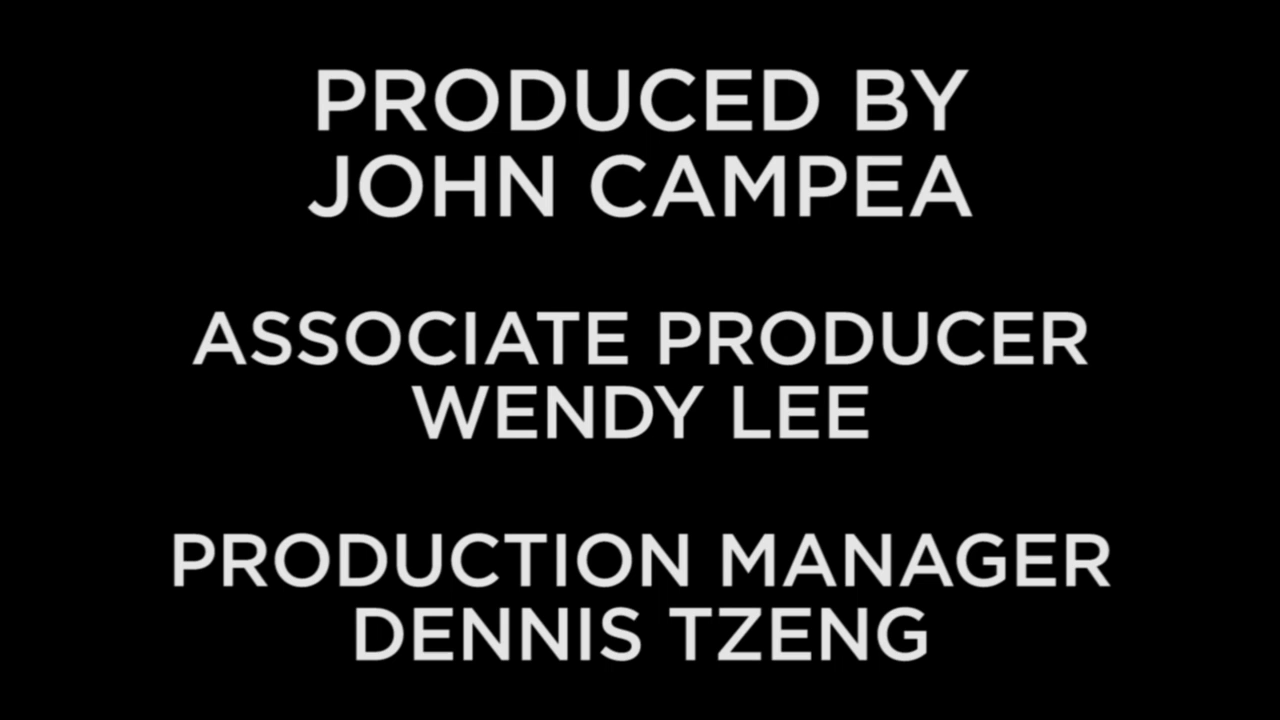 PRODUCED BY
JOHN CAMPEA
ASSOCIATE PRODUCER
WENDY LEE
PRODUCTION MANAGER
DENNIS TZENG